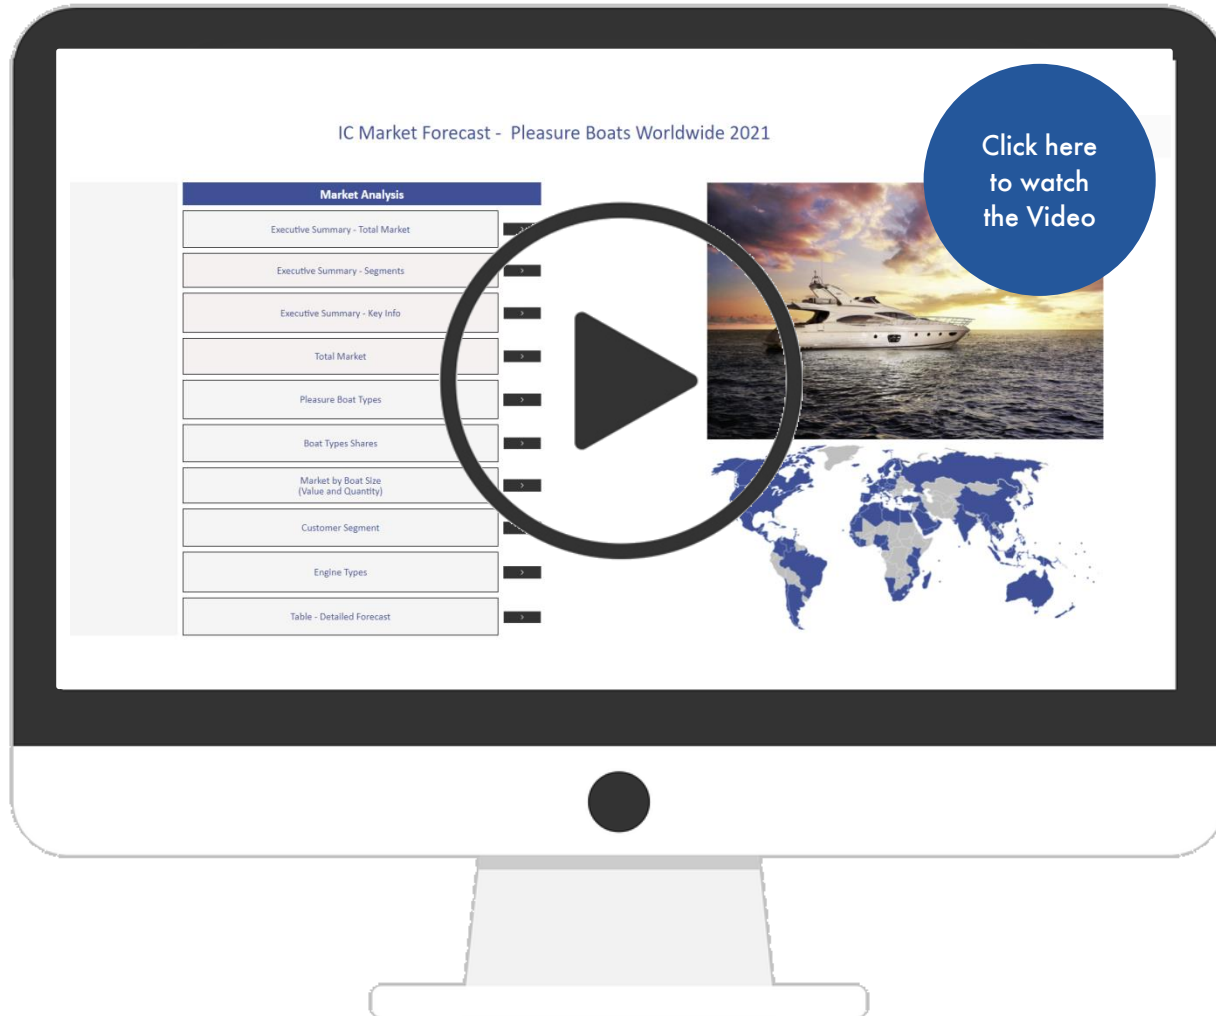 IC Market Forecast - Pleasure Boats Worldwide 2021
Click here
to watch
the Video
Market Analysis
Executive Summary - Total Market
Executive Summary - Segments
Executive Summary - Key Info
Total Market
Pleasure Boat Types
Boat Types Shares
Market by Boat Size
(Value and Quantity)
Customer Segment
Engine Types
Table - Detailed Forecast